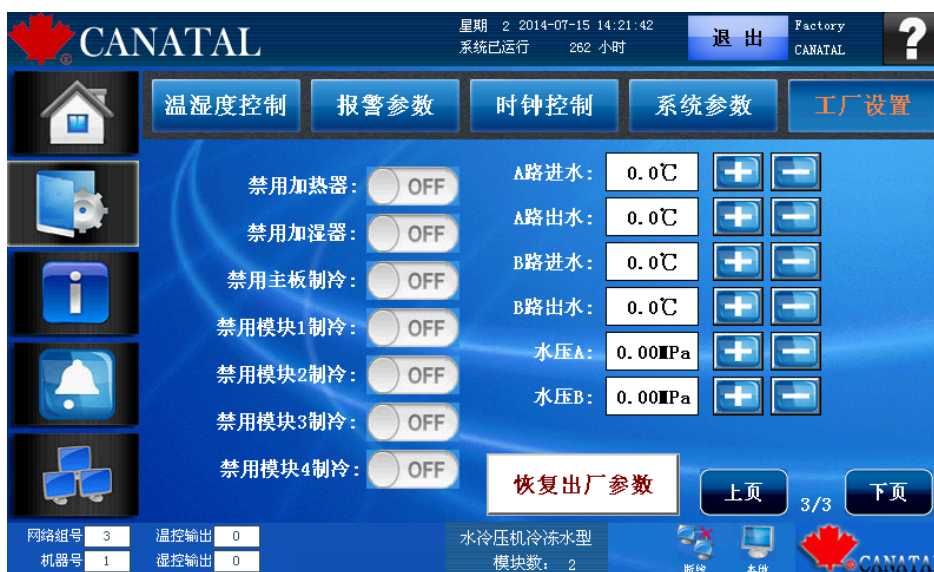 CANATAL
星期 2 2014-07-15 14:21:42
系统已运行 262 小时
退出
Factory
CANATAL
?
温湿度控制 报警参数 时钟控制 系统参数 工厂设置
禁用加热器: OFF
禁用加湿器: OFF
禁用主板制冷: OFF
禁用模块1制冷: OFF
禁用模块2制冷: OFF
禁用模块3制冷: OFF
禁用模块4制冷: OFF
A路进水: 0.0℃
A路出水: 0.0℃
B路进水: 0.0℃
B路出水: 0.0℃
水压A: 0.00MPa
水压B: 0.00MPa
恢复出厂参数 上页 3/3 下页
网络组号 3 温控输出 0
机器号 1 湿控输出 0
水冷压机冷冻水型
模块数: 2
断线 本地
CANATAL